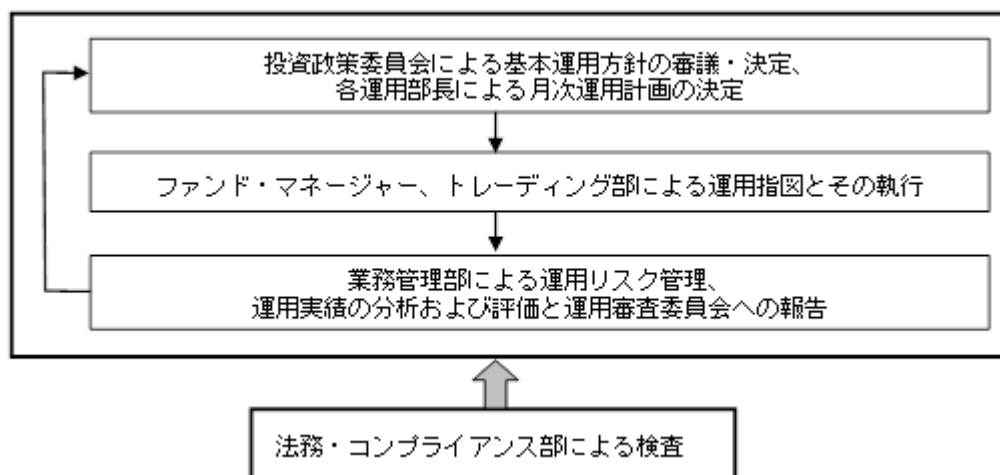 投資政策委員会による基本運用方針の審議・決定、
各運用部長による月次運用計画の決定
ファンド・マネージャー、トレーディング部による運用指図とその執行
業務管理部による運用リスク管理、
運用実績の分析および評価と運用審査委員会への報告
法務・コンプライアンス部による検査